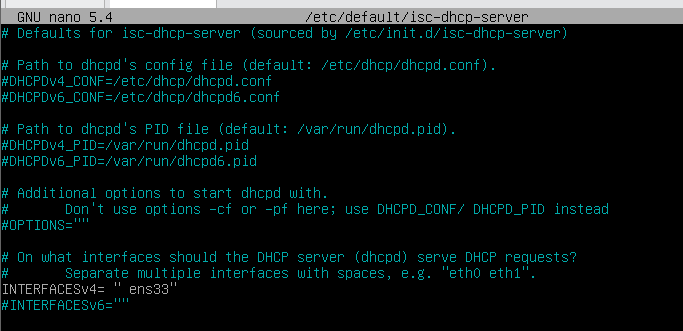 GNU nano 5.4 /etc/default/isc-dhcp-server
# Defaults for isc-dhcp-server (sourced by /etc/init.d/isc-dhcp-server)
# Path to dhcpd's config file (default: /etc/dhcp/dhcpd.conf).
#DHCPDv4_CONF=/etc/dhcp/dhcpd.conf
#DHCPDv6_CONF=/etc/dhcp/dhcpd6.conf
# Path to dhcpd's PID file (default: /var/run/dhcpd.pid).
#DHCPDv4_PID=/var/run/dhcpd.pid
#DHCPDv6_PID=/var/run/dhcpd6.pid
# Additional options to start dhcpd with.
#       Don't use options -cf or -pf here; use DHCPD_CONF/ DHCPD_PID instead
#OPTIONS=""
# On what interfaces should the DHCP server (dhcpd) serve DHCP requests?
#       Separate multiple interfaces with spaces, e.g. "eth0 eth1".
INTERFACESv4= " ens33"
#INTERFACESv6=""